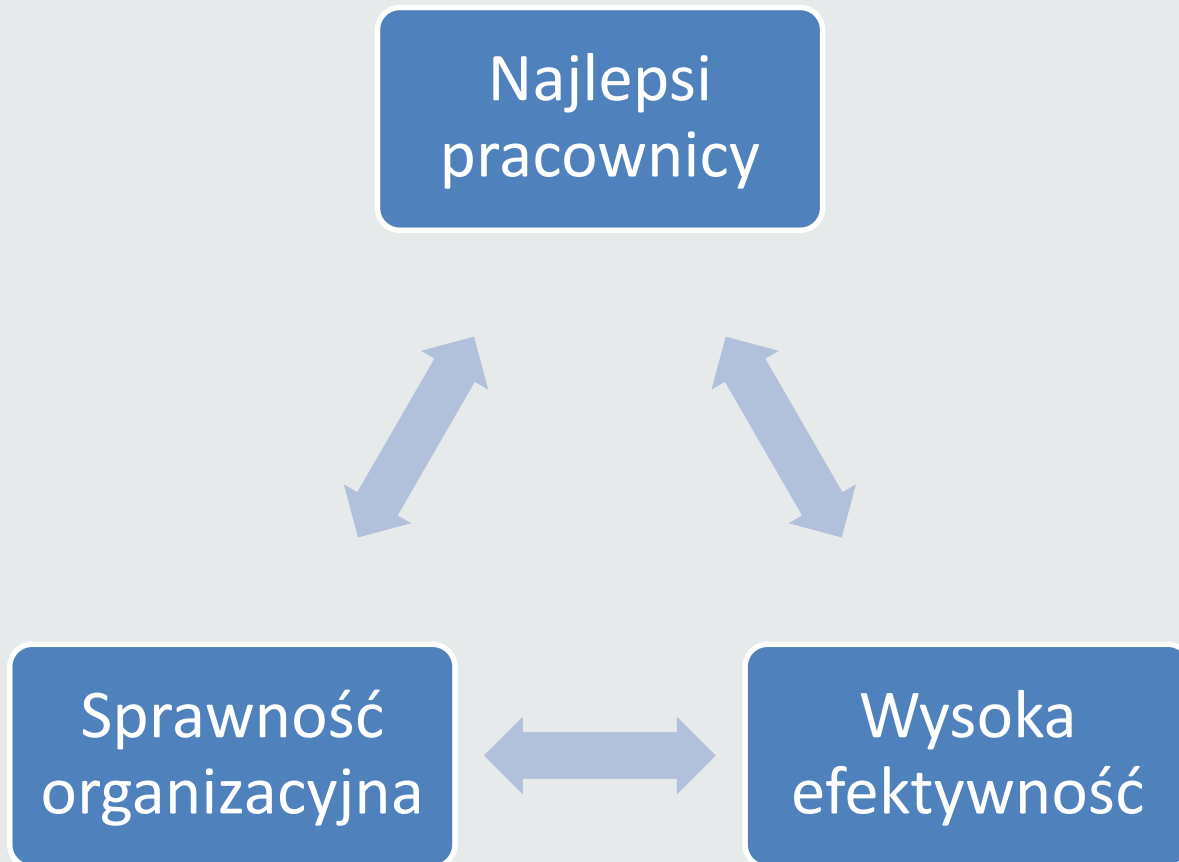 Najlepsi
pracownicy
Sprawność
organizacyjna
Wysoka
efektywność